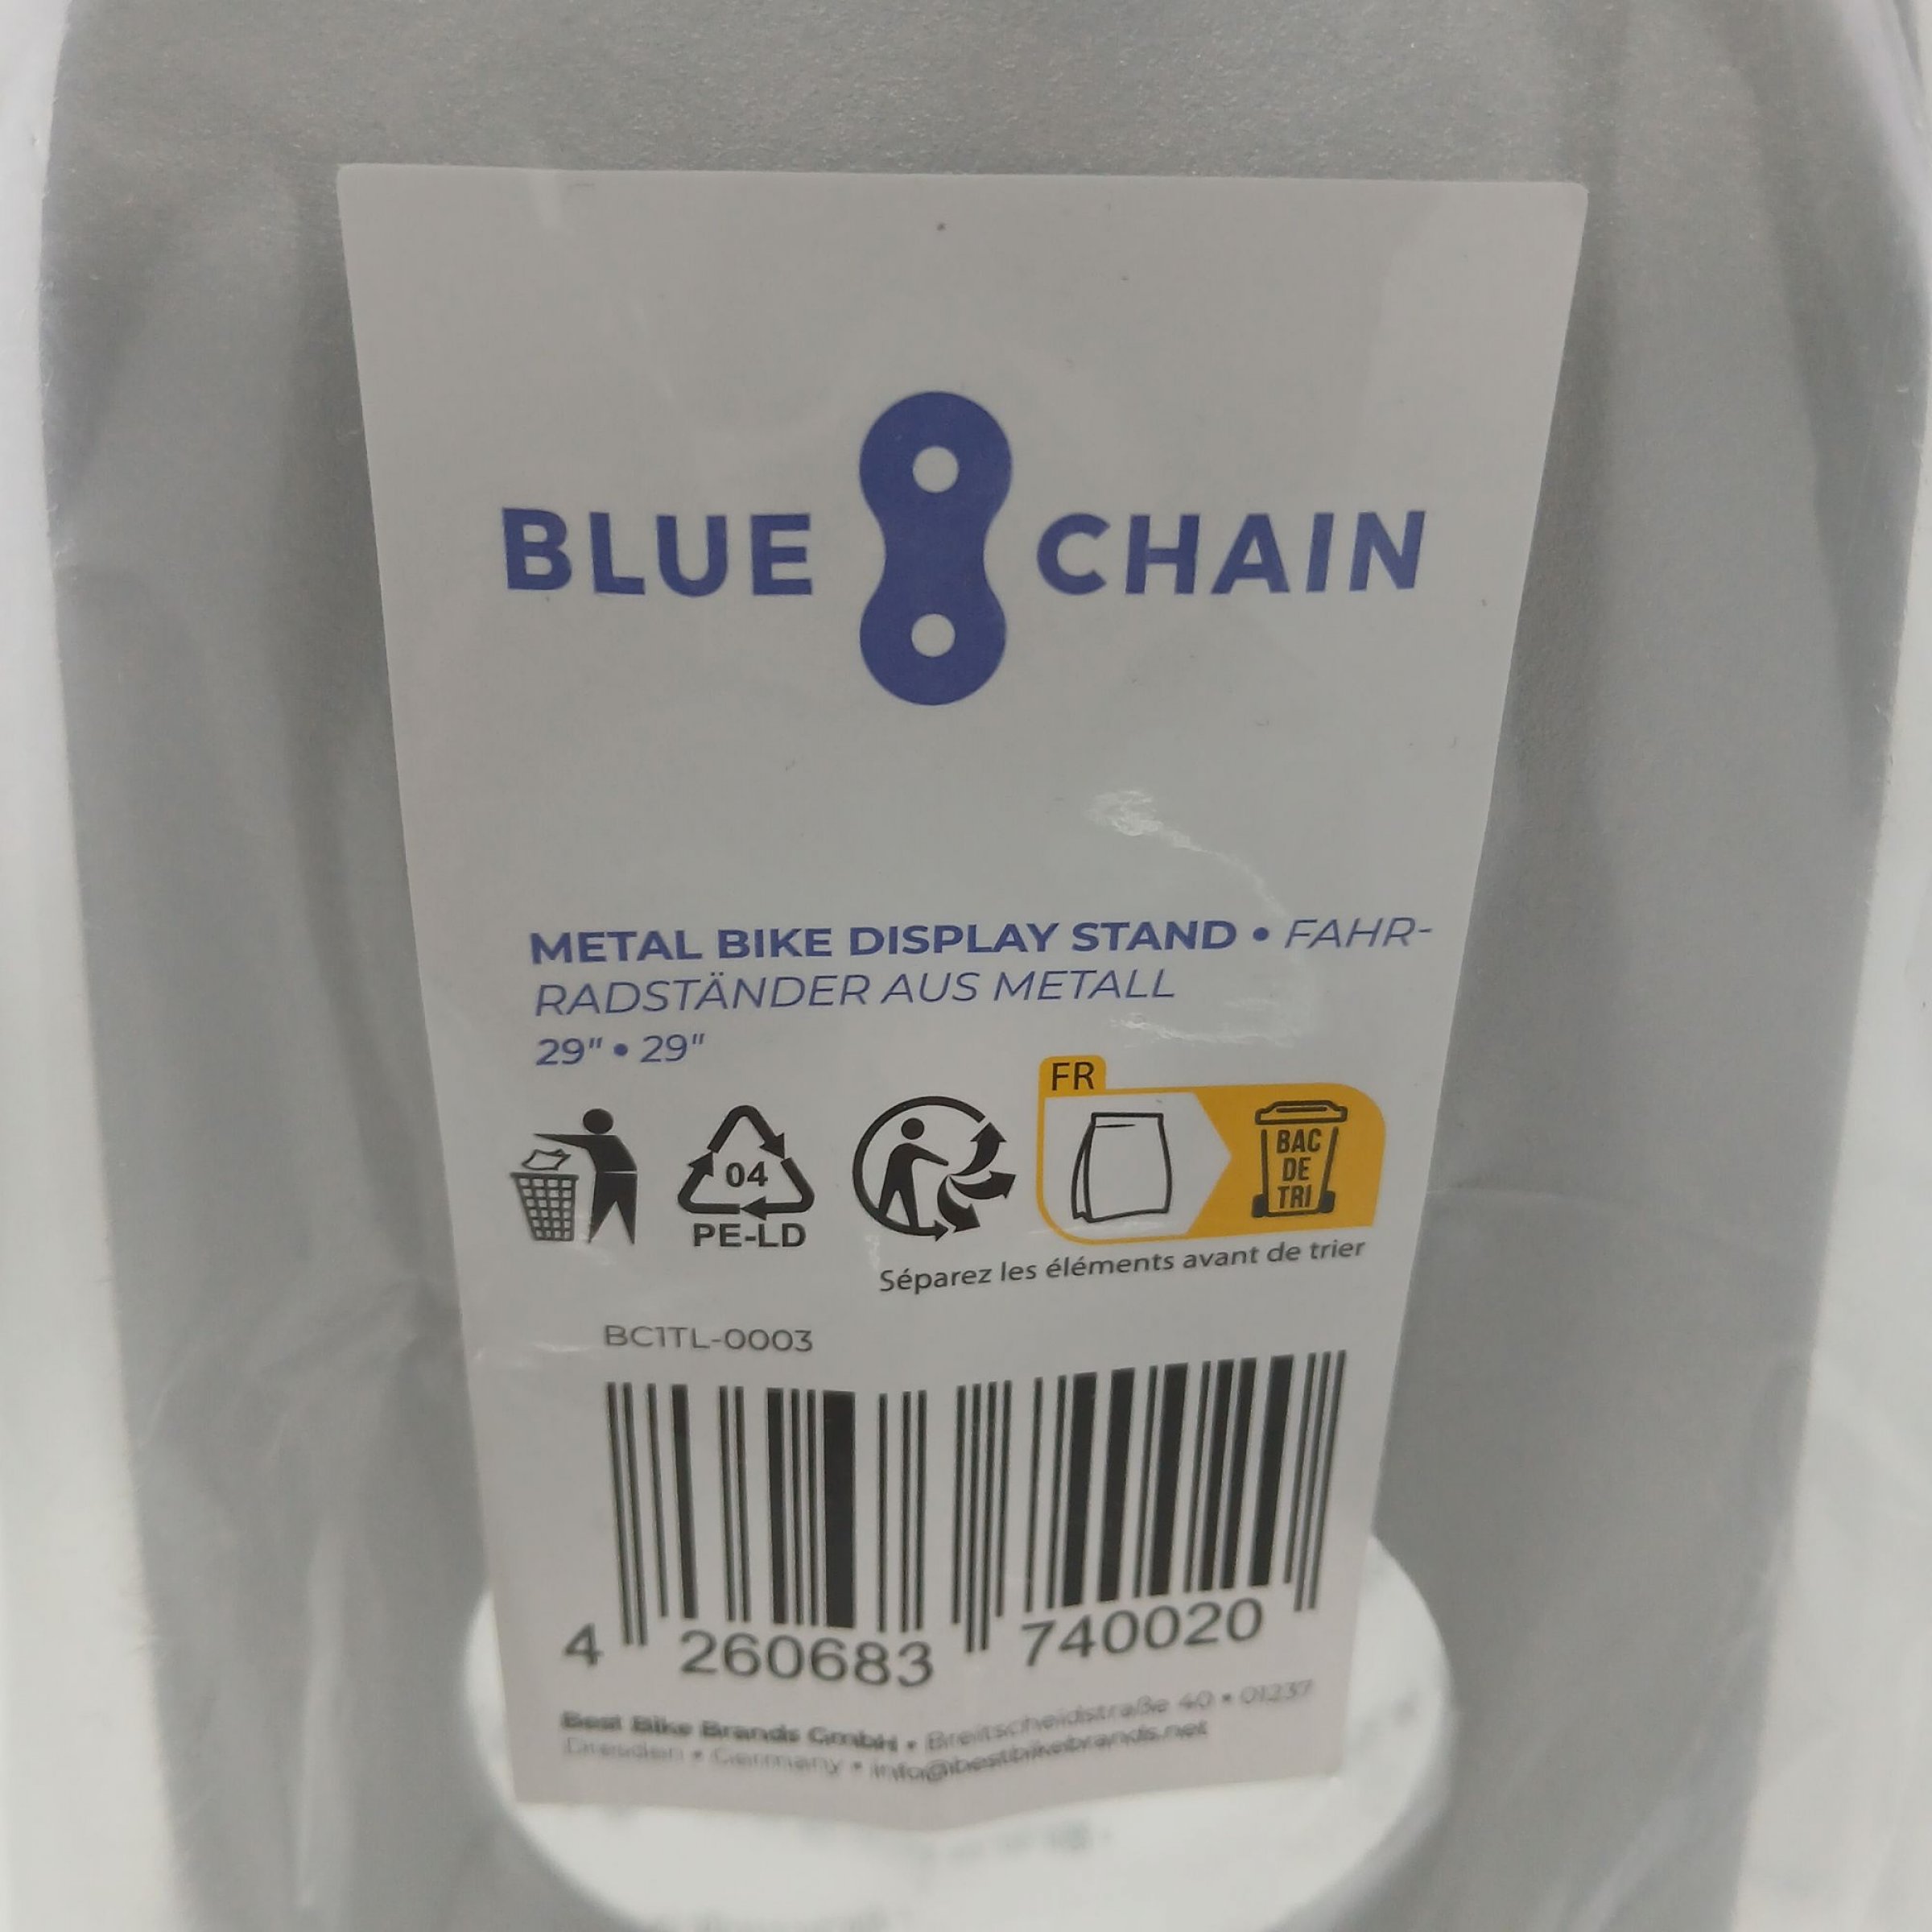 BLUE CHAIN
METAL BIKE DISPLAY STAND • FAHR-
RADSTÄNDER AUS METALL
29" • 29"
FR
BAC
DE
TRI
04
PE-LD
Séparez les éléments avant de trier
BC1TL-0003
4 260683 740020
Best Bike Brands GmbH • Breitscheidstraße 40 • 01237
Dresden • Germany • info@bestbikebrands.net